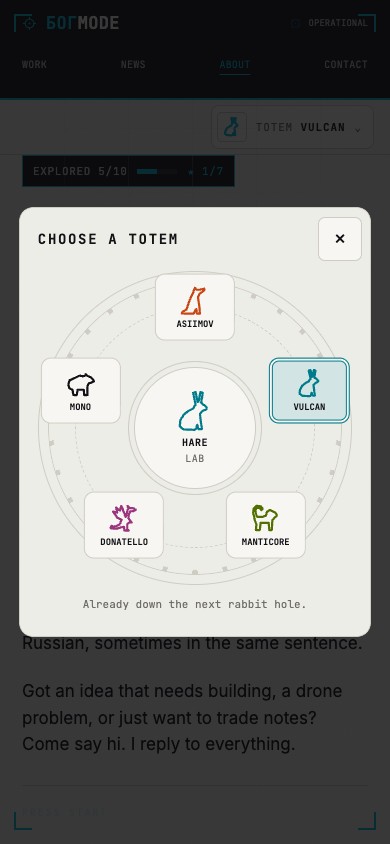 БОГMODE
OPERATIONAL
WORK NEWS ABOUT CONTACT
TOTEM VULCAN
EXPLORED 5/10 1/7
CHOOSE A TOTEM ×
ASIIMOV
MONO
VULCAN
HARE
LAB
DONATELLO
MANTICORE
Already down the next rabbit hole.
Russian, sometimes in the same sentence.
Got an idea that needs building, a drone
problem, or just want to trade notes?
Come say hi. I reply to everything.